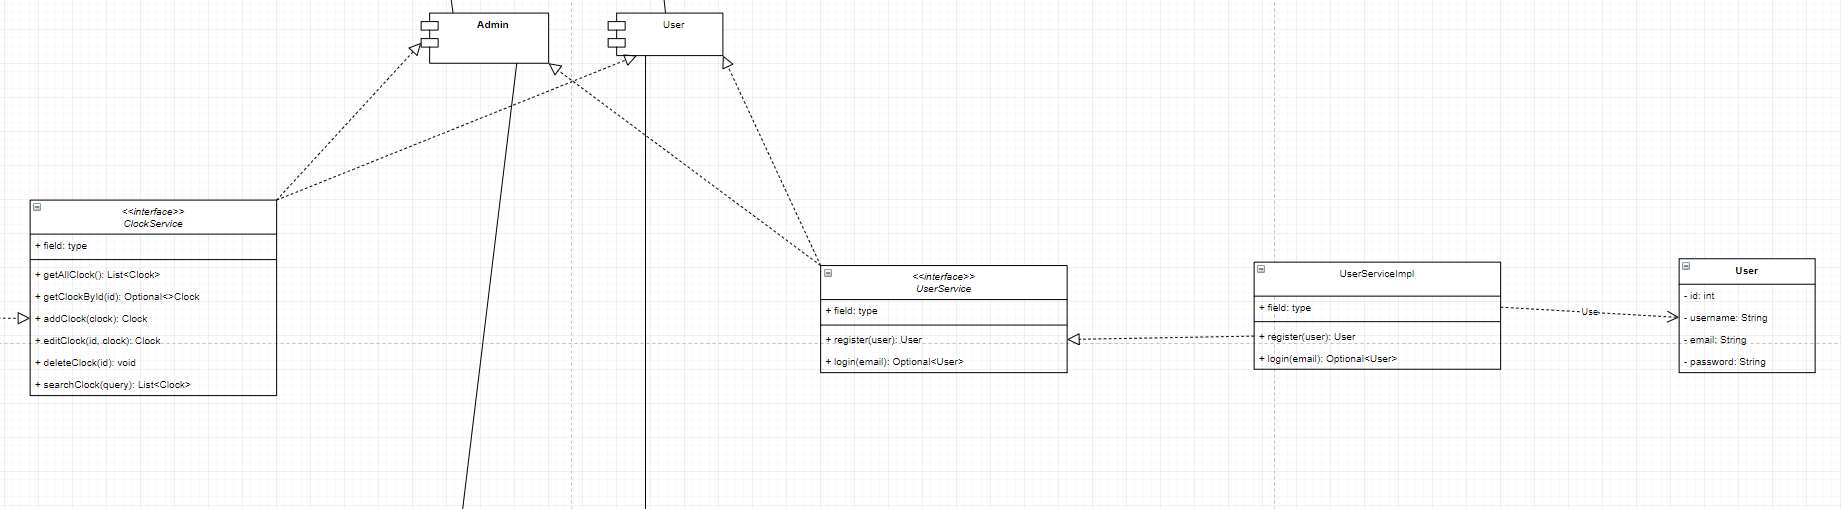 Admin
User
<<interface>>
ClockService
+ field: type
+ getAllClock(): List<Clock>
+ getClockById(id): Optional<>Clock
+ addClock(clock): Clock
+ editClock(id, clock): Clock
+ deleteClock(id): void
+ searchClock(query): List<Clock>
<<interface>>
UserService
+ field: type
+ register(user): User
+ login(email): Optional<User>
UserServiceImpl
+ field: type
+ register(user): User
+ login(email): Optional<User>
Use
User
- id: int
- username: String
- email: String
- password: String